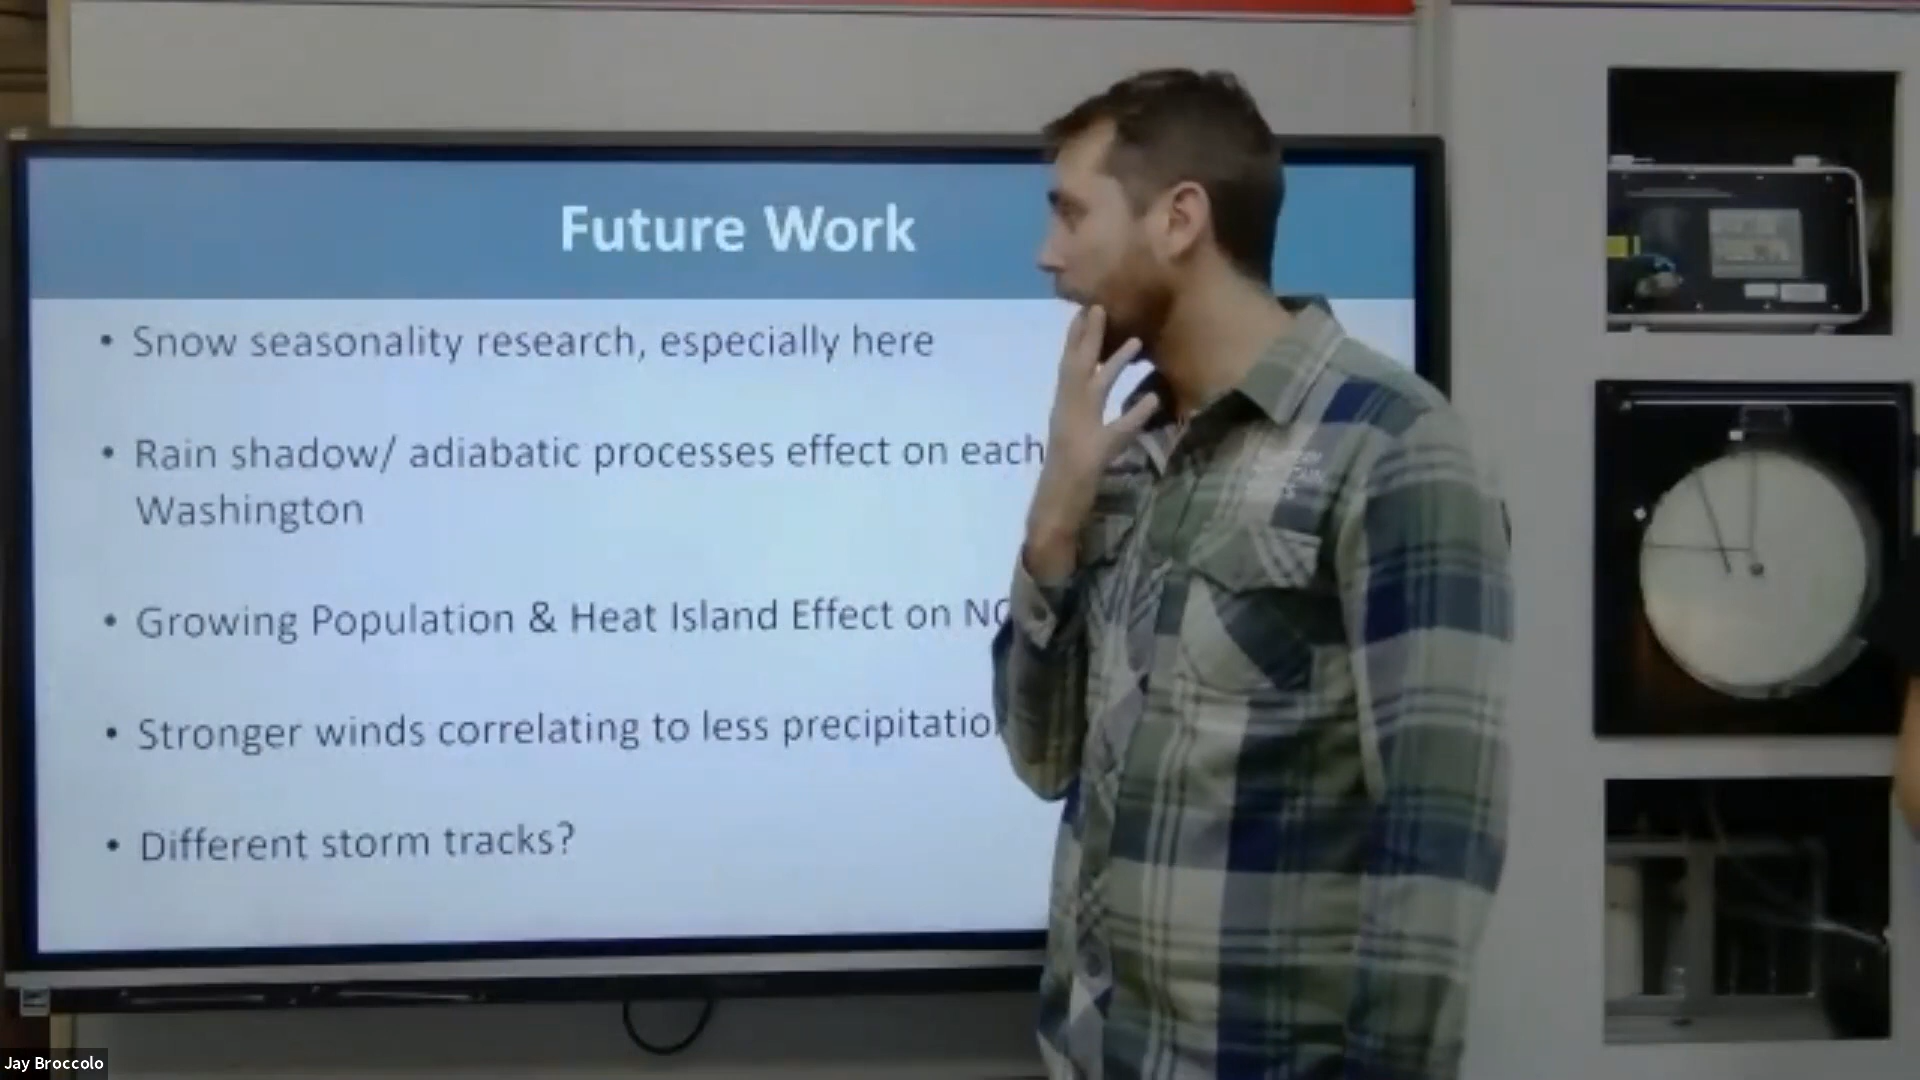 Future Work
• Snow seasonality research, especially here
• Rain shadow/ adiabatic processes effect on each
Washington
• Growing Population & Heat Island Effect on
• Stronger winds correlating to less
• Different storm tracks?
Jay Broccolo